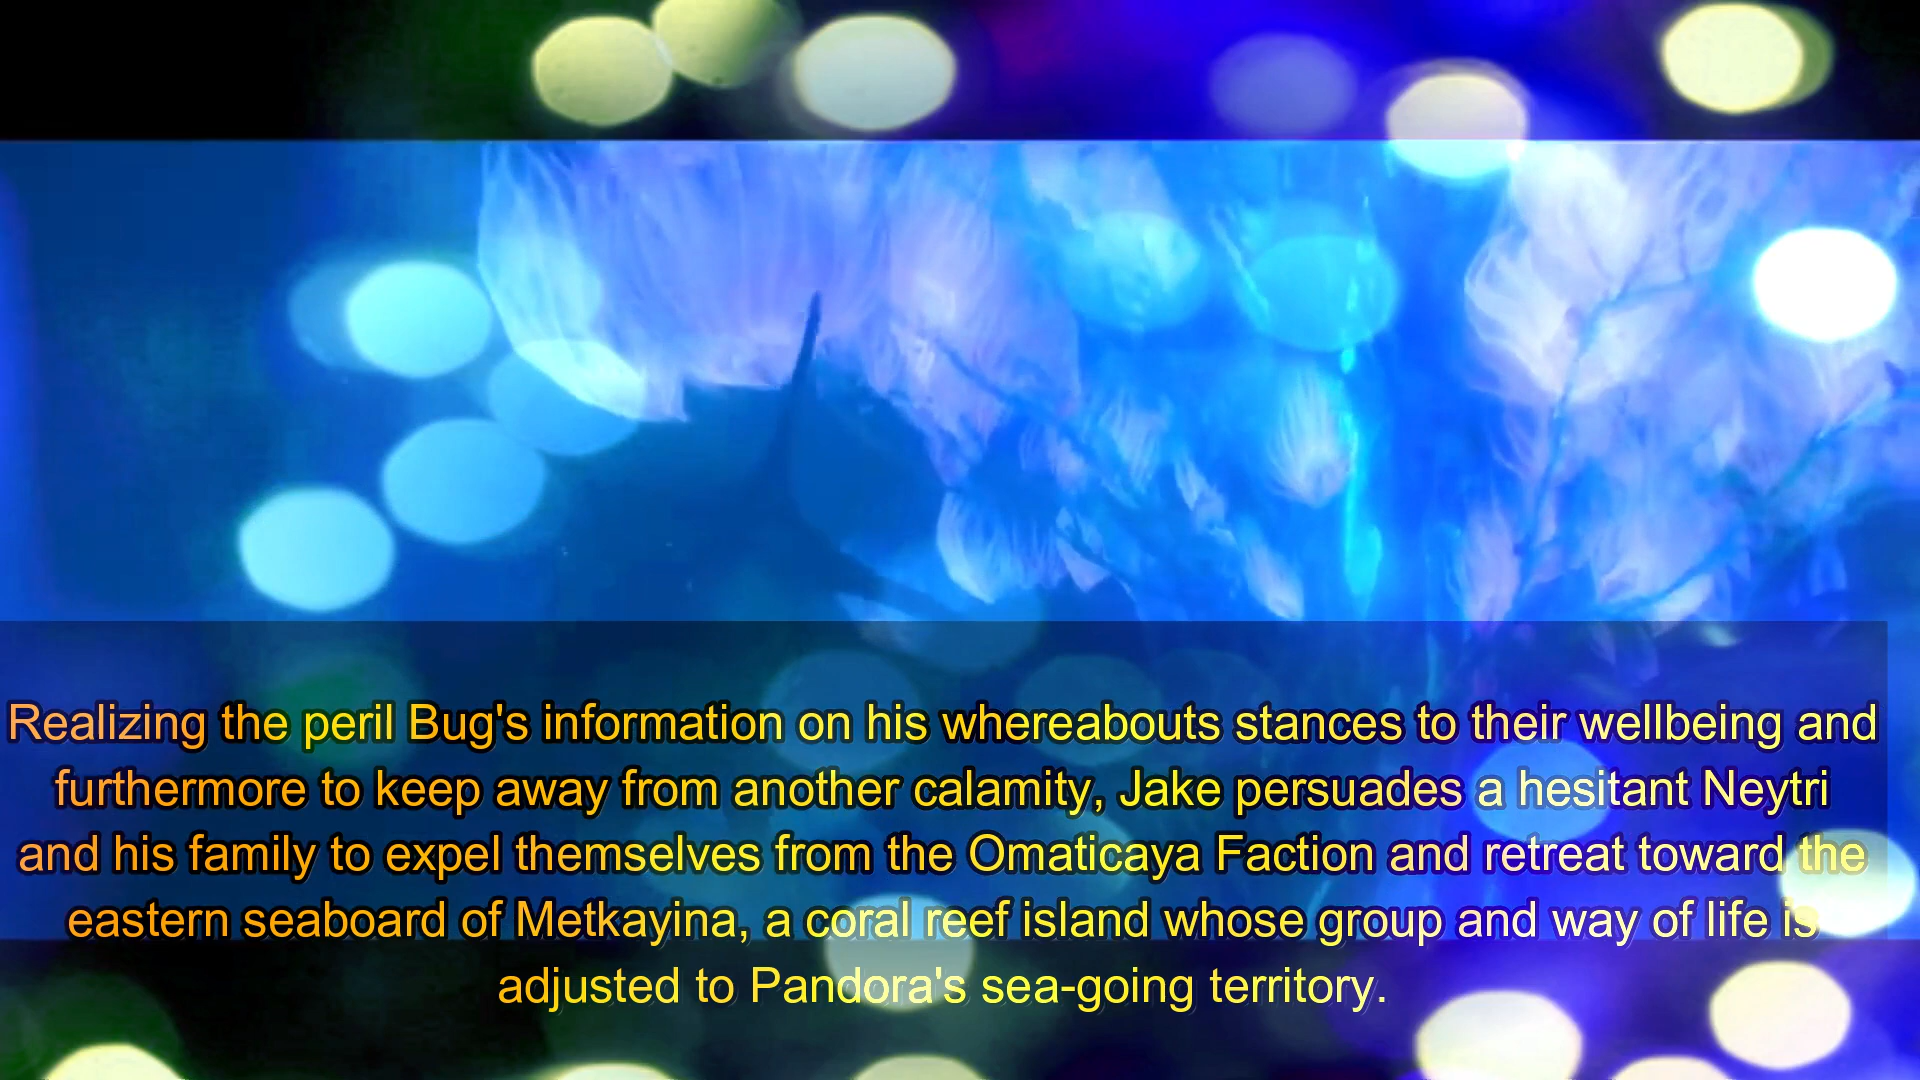 Realizing the peril Bug's information on his whereabouts stances to their wellbeing and
furthermore to keep away from another calamity, Jake persuades a hesitant Neytri
and his family to expel themselves from the Omaticaya Faction and retreat toward the
eastern seaboard of Metkayina, a coral reef island whose group and way of life is
adjusted to Pandora's sea-going territory.